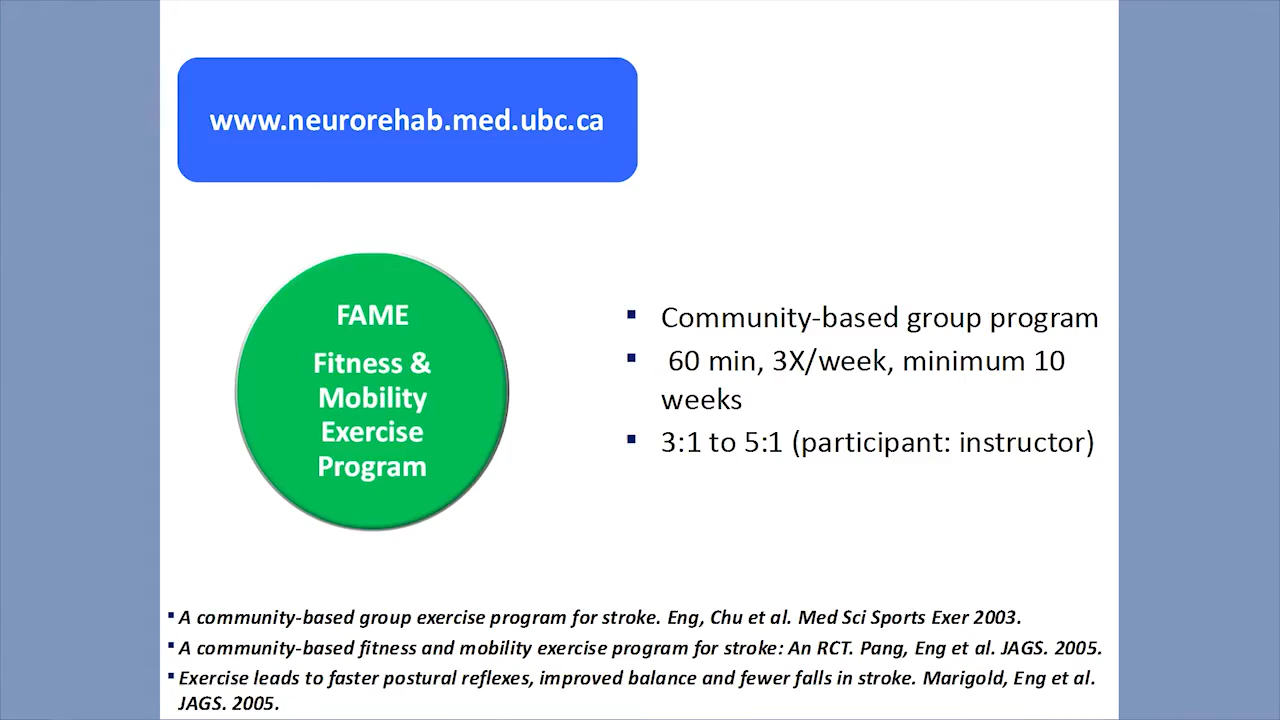 www.neurorehab.med.ubc.ca
FAME
Fitness &
Mobility
Exercise
Program
▪ Community-based group program
▪ 60 min, 3X/week, minimum 10
weeks
▪ 3:1 to 5:1 (participant: instructor)
▪ A community-based group exercise program for stroke. Eng, Chu et al. Med Sci Sports Exer 2003.
▪ A community-based fitness and mobility exercise program for stroke: An RCT. Pang, Eng et al. JAGS. 2005.
▪ Exercise leads to faster postural reflexes, improved balance and fewer falls in stroke. Marigold, Eng et al.
JAGS. 2005.